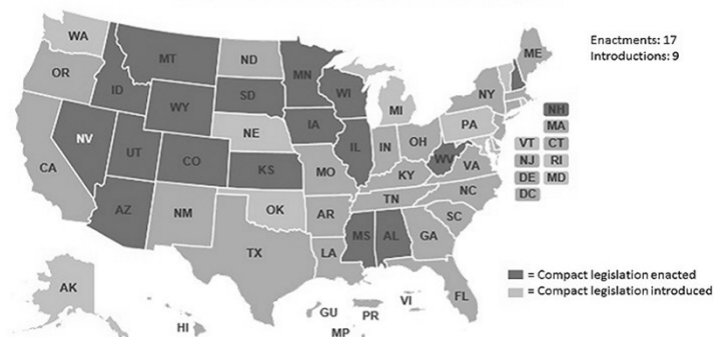 WA
MT
ND
MN
ME
OR
ID
WY
SD
WI
MI
NY
NH
MA
VT CT
NJ RI
DE MD
DC
NV
UT
CO
NE
IA
IL
IN
OH
PA
WV
VA
CA
AZ
NM
KS
MO
KY
NC
TN
OK
AR
SC
TX
LA
MS
AL
GA
FL
AK
HI
GU
PR
VI
MP
Enactments: 17
Introductions: 9
= Compact legislation enacted
= Compact legislation introduced